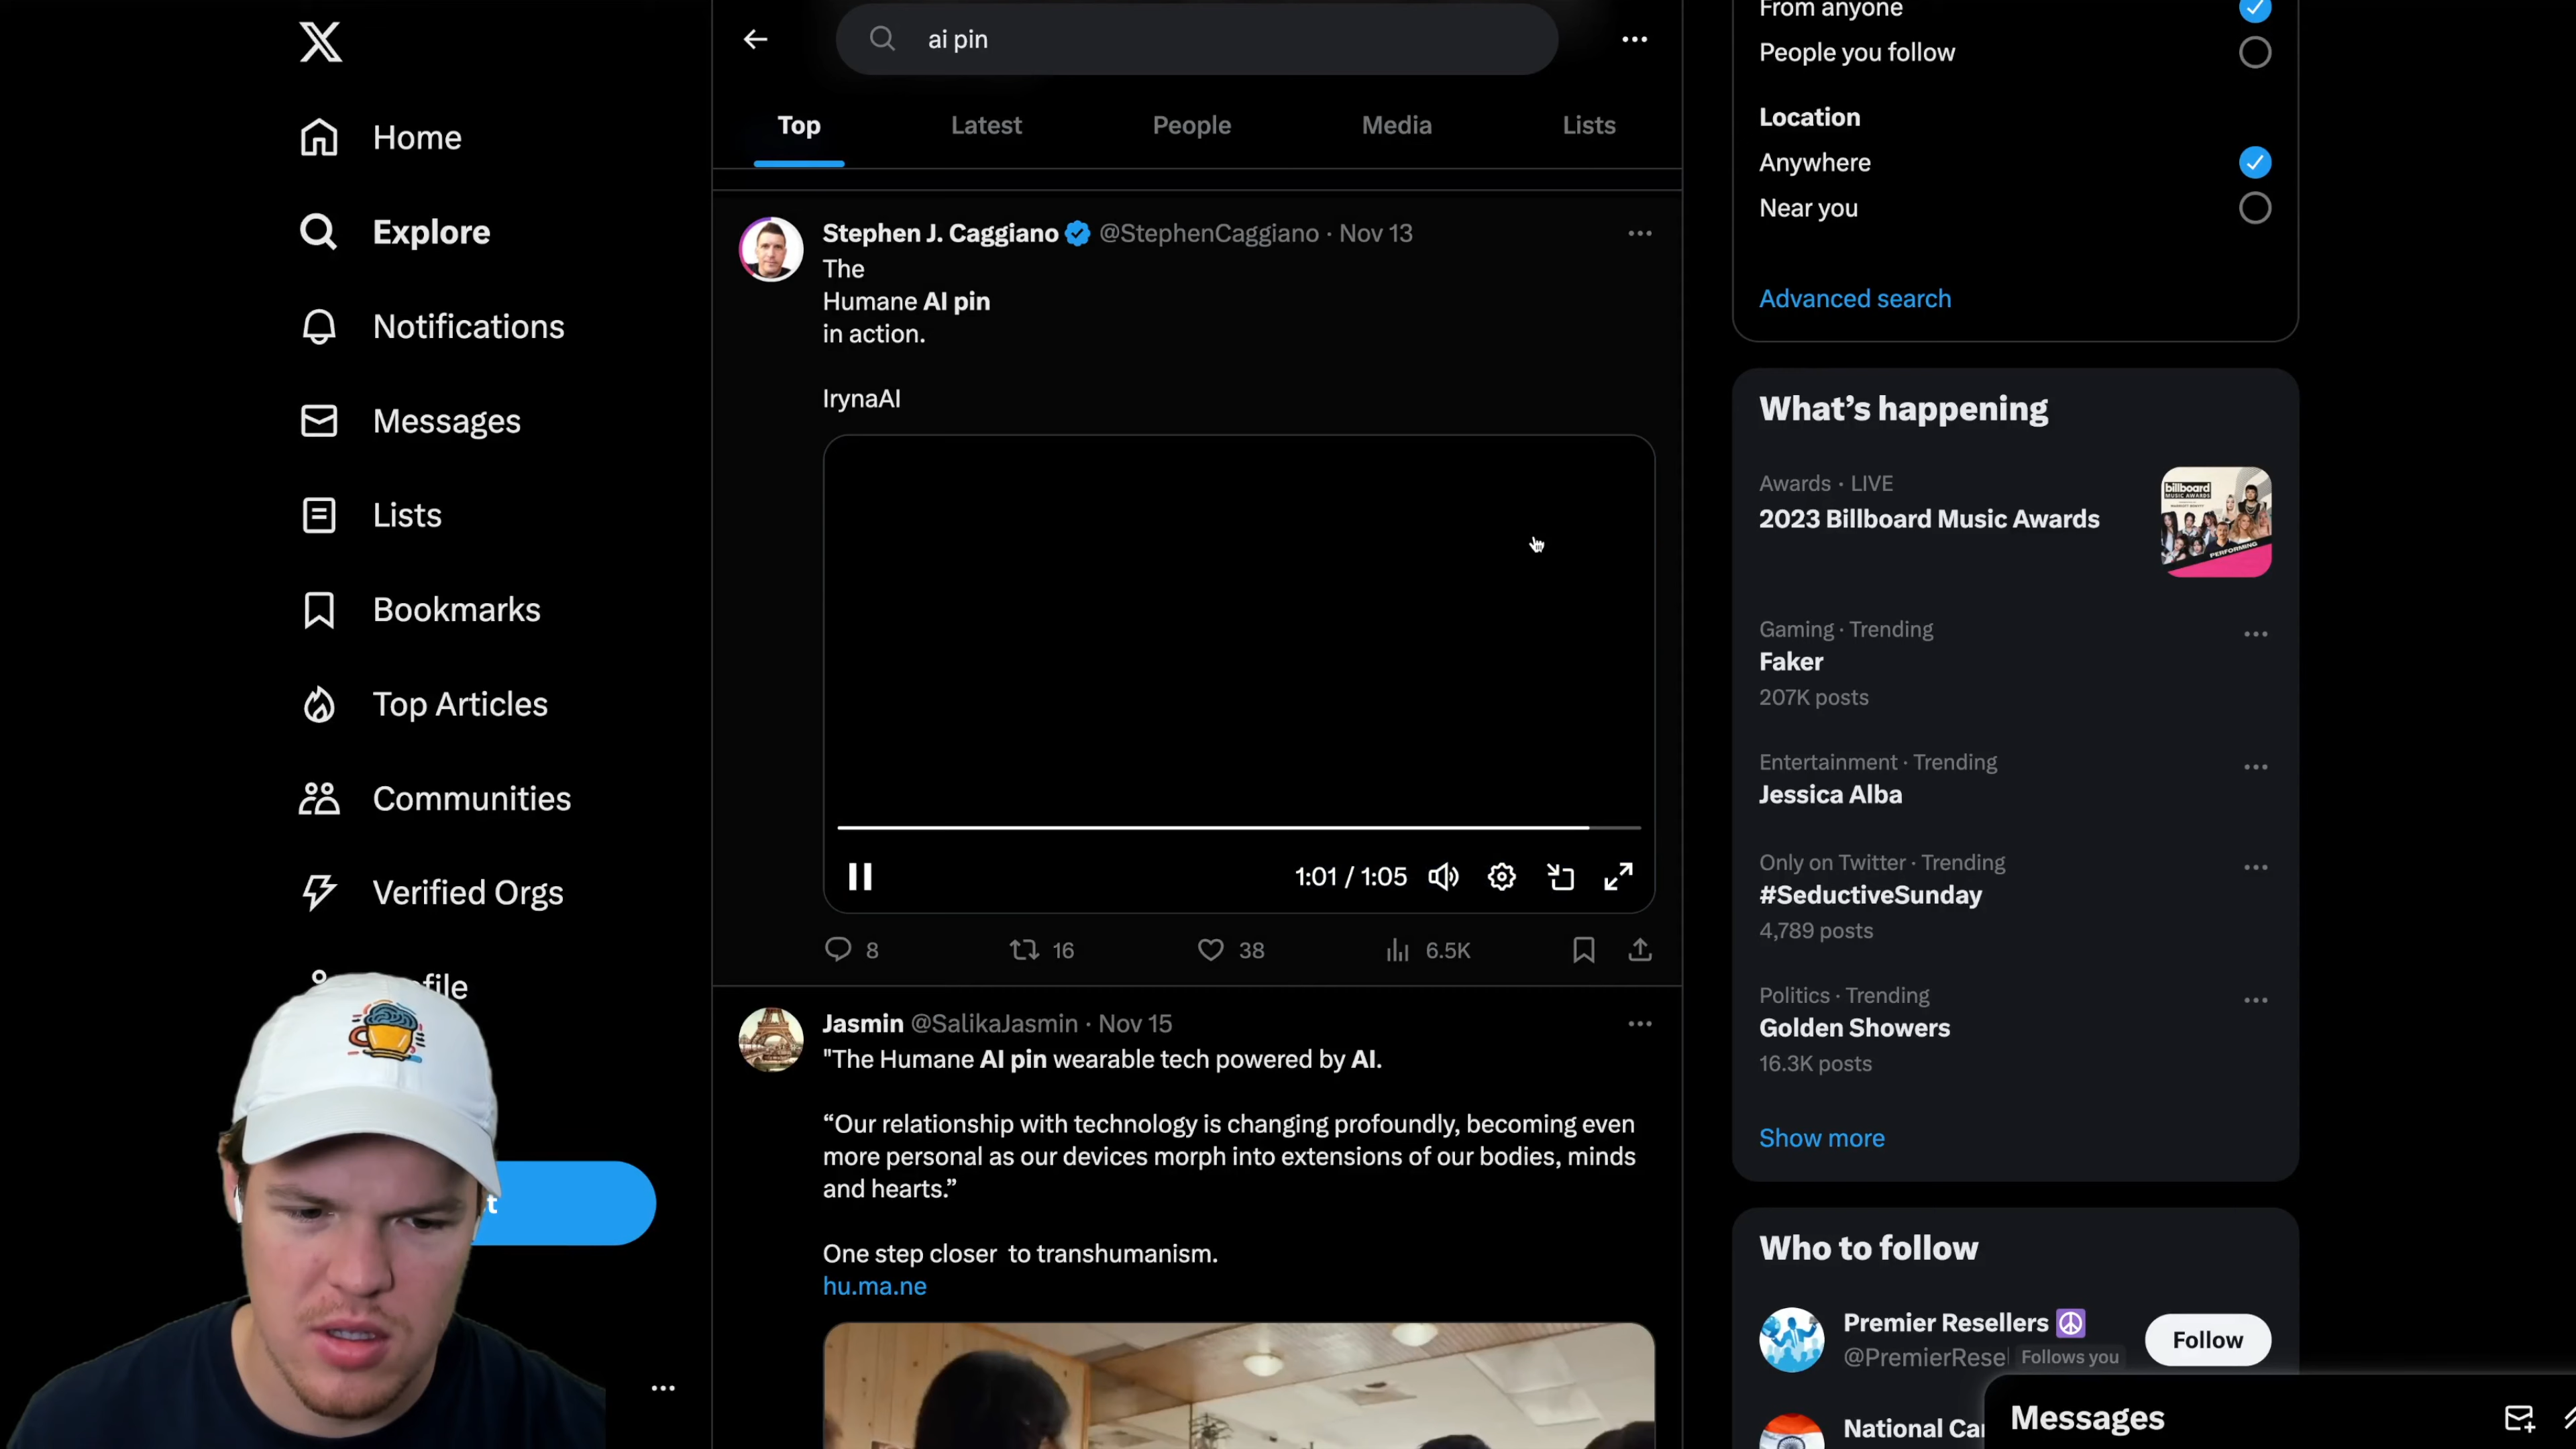 Home
Explore
Notifications
Messages
Lists
Bookmarks
Top Articles
Communities
Verified Orgs
ai pin
Top
Latest
People
Media
Lists
Stephen J. Caggiano @StephenCaggiano · Nov 13
The
Humane AI pin
in action.
IrynaAI
1:01 / 1:05
8
16
38
6.5K
Jasmin @SalikaJasmin · Nov 15
"The Humane AI pin wearable tech powered by AI.
“Our relationship with technology is changing profoundly, becoming even
more personal as our devices morph into extensions of our bodies, minds
and hearts.”
One step closer to transhumanism.
hu.ma.ne
From anyone
People you follow
Location
Anywhere
Near you
Advanced search
What’s happening
Awards · LIVE
2023 Billboard Music Awards
billboard
MUSIC AWARDS
PERFORMING
Gaming · Trending
Faker
207K posts
Entertainment · Trending
Jessica Alba
Only on Twitter · Trending
#SeductiveSunday
4,789 posts
Politics · Trending
Golden Showers
16.3K posts
Show more
Who to follow
Premier Resellers
@PremierRese Follows you
Follow
National
Messages